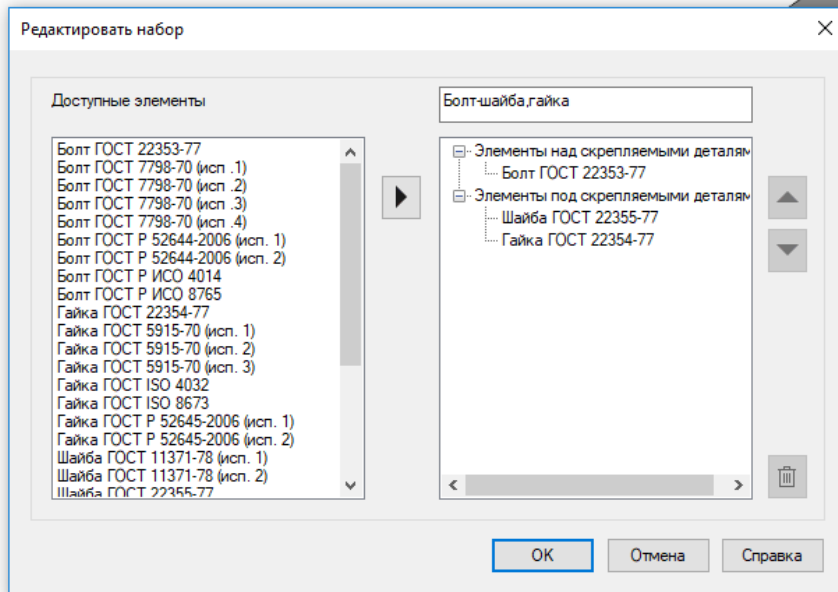 Редактировать набор
Доступные элементы
Болт-шайба,гайка
Болт ГОСТ 22353-77
Болт ГОСТ 7798-70 (исп .1)
Болт ГОСТ 7798-70 (исп .2)
Болт ГОСТ 7798-70 (исп .3)
Болт ГОСТ 7798-70 (исп .4)
Болт ГОСТ Р 52644-2006 (исп. 1)
Болт ГОСТ Р 52644-2006 (исп. 2)
Болт ГОСТ Р ИСО 4014
Болт ГОСТ Р ИСО 8765
Гайка ГОСТ 22354-77
Гайка ГОСТ 5915-70 (исп. 1)
Гайка ГОСТ 5915-70 (исп. 2)
Гайка ГОСТ 5915-70 (исп. 3)
Гайка ГОСТ ISO 4032
Гайка ГОСТ ISO 8673
Гайка ГОСТ Р 52645-2006 (исп. 1)
Гайка ГОСТ Р 52645-2006 (исп. 2)
Шайба ГОСТ 11371-78 (исп. 1)
Шайба ГОСТ 11371-78 (исп. 2)
Шайба ГОСТ 22355-77
Элементы над скрепляемыми деталям
Болт ГОСТ 22353-77
Элементы под скрепляемыми деталям
Шайба ГОСТ 22355-77
Гайка ГОСТ 22354-77
OK
Отмена
Справка